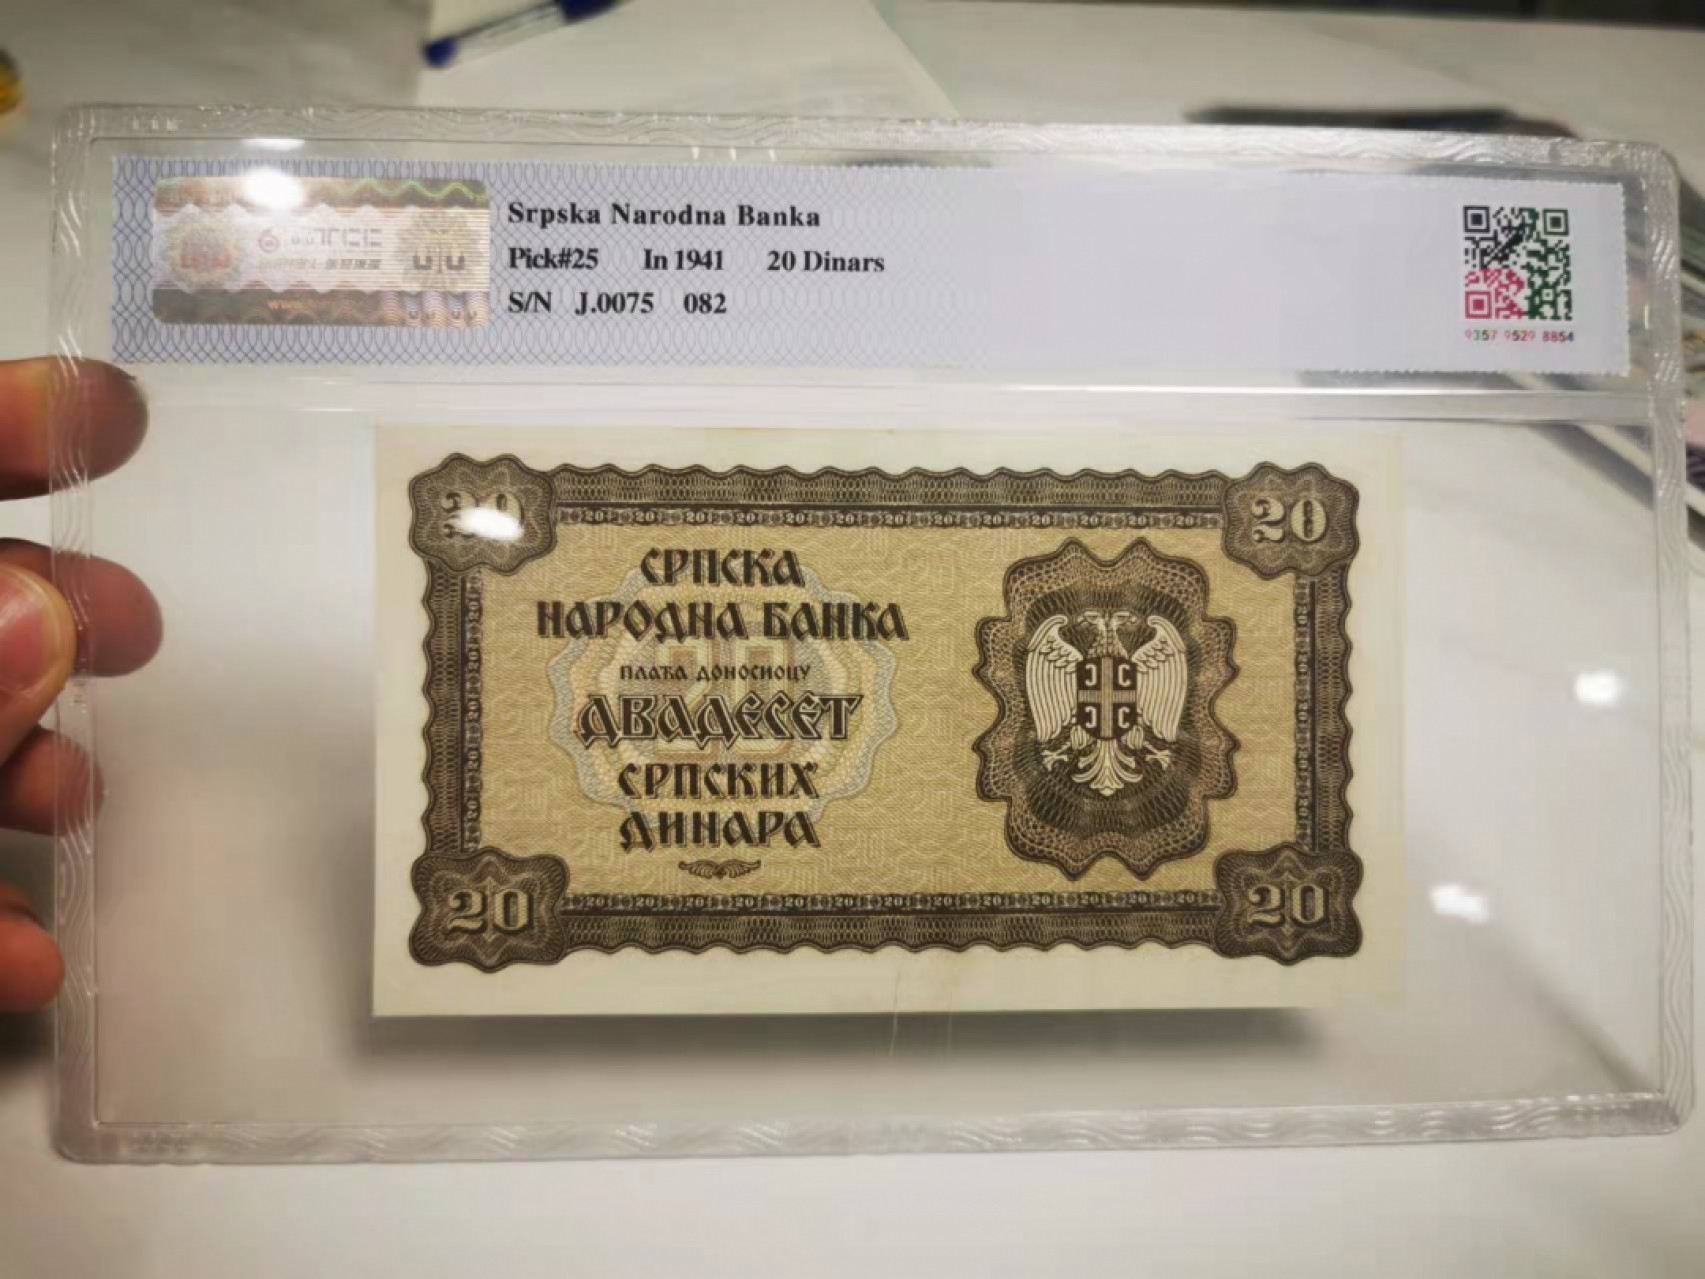 Srpska Narodna Banka
Pick#25 In 1941 20 Dinars
S/N J.0075 082
9357 9529 8854
20 20
СРПСКА
НАРОДНА БАНКА
ПЛАЋА ДОНОСИОЦУ
ДВАДЕСЕТ
СРПСКИХ
ДИНАРА
С С
С С
20 20